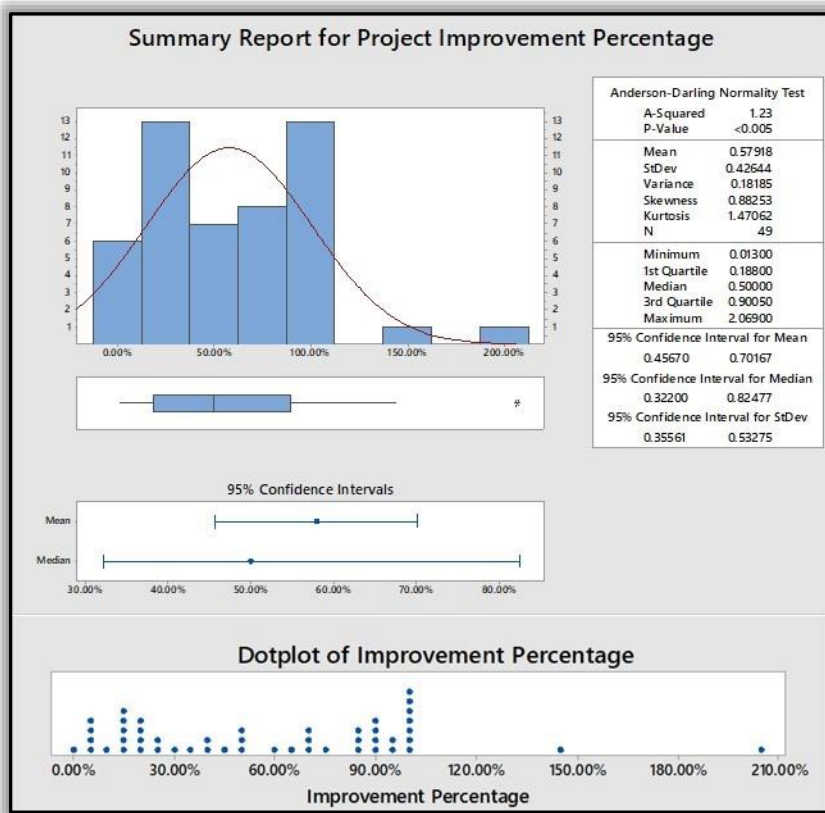 Summary Report for Project Improvement Percentage
13
12
11
10
9
8
7
6
5
4
3
2
1
13
12
11
10
9
8
7
6
5
4
3
2
1
0.00% 50.00% 100.00% 150.00% 200.00%
Anderson-Darling Normality Test
A-Squared 1.23
P-Value <0.005
Mean 0.57918
StDev 0.42644
Variance 0.18185
Skewness 0.88253
Kurtosis 1.47062
N 49
Minimum 0.01300
1st Quartile 0.18800
Median 0.50000
3rd Quartile 0.90050
Maximum 2.06900
95% Confidence Interval for Mean
0.45670 0.70167
95% Confidence Interval for Median
0.32200 0.82477
95% Confidence Interval for StDev
0.35561 0.53275
95% Confidence Intervals
Mean
Median
30.00% 40.00% 50.00% 60.00% 70.00% 80.00%
Dotplot of Improvement Percentage
0.00% 30.00% 60.00% 90.00% 120.00% 150.00% 180.00% 210.00%
Improvement Percentage